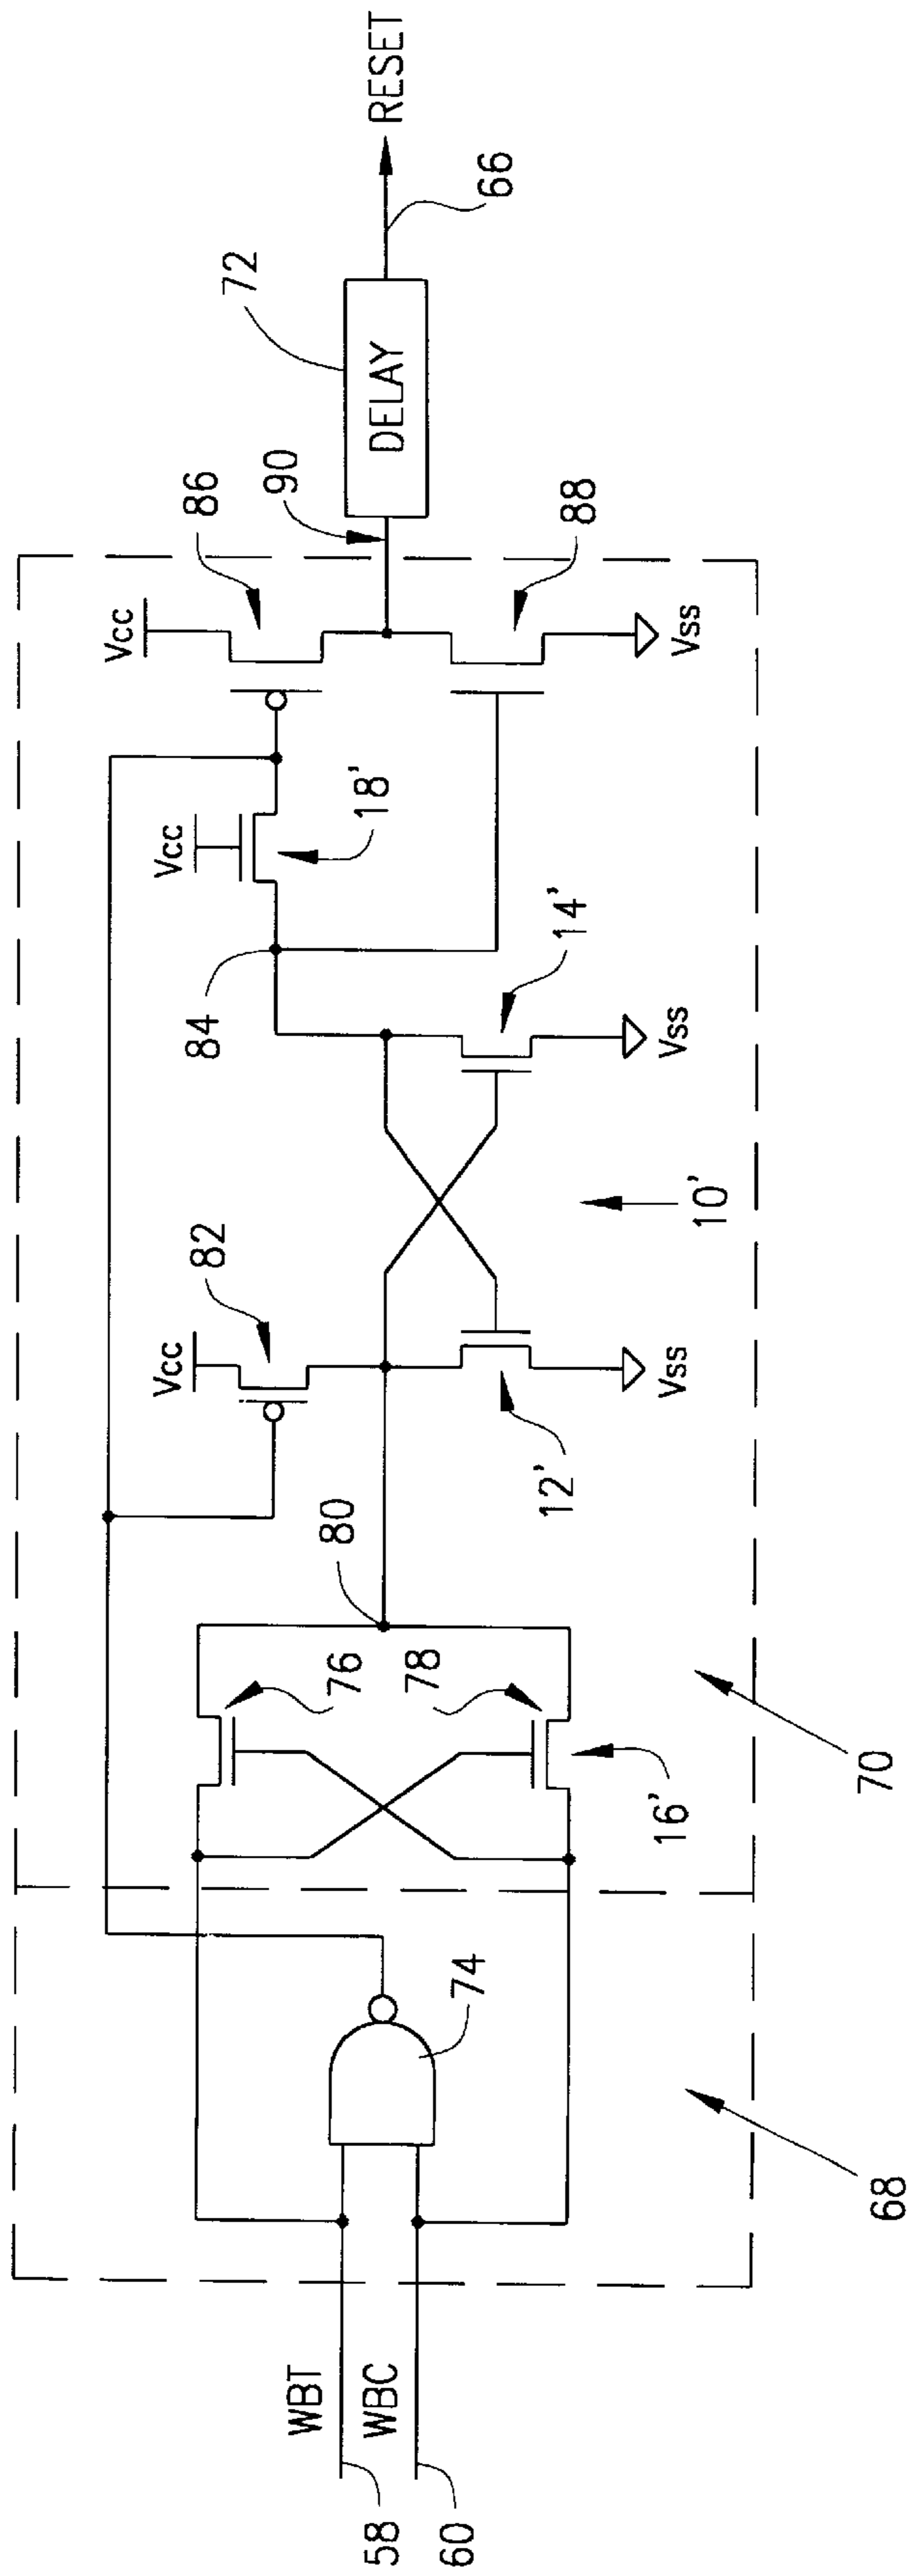 WBT
WBC
58
60
68
74
70
76
78
16'
80
82
Vcc
12'
Vss
10'
84
14'
Vss
Vcc
18'
Vcc
86
88
Vss
90
72
DELAY
66
RESET